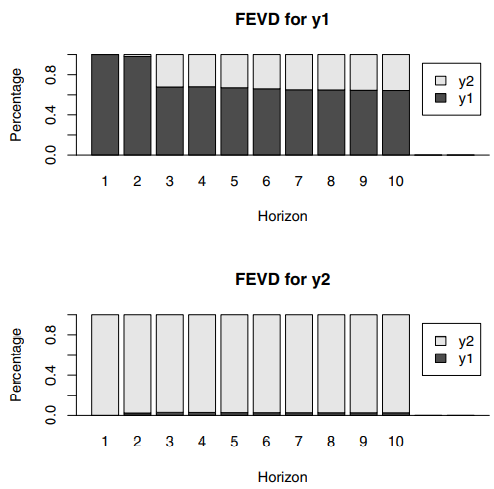 FEVD for y1
Percentage
0.0 0.4 0.8
y2
y1
1 2 3 4 5 6 7 8 9 10
Horizon
FEVD for y2
Percentage
0.0 0.4 0.8
y2
y1
1 2 3 4 5 6 7 8 9 10
Horizon